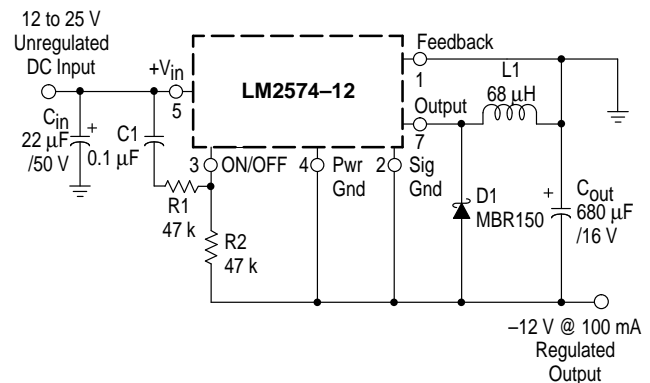 12 to 25 V
Unregulated
DC Input
+Vin
5
Cin
22 µF
/50 V
+
C1
0.1 µF
LM2574–12
Feedback
1
Output
7
L1
68 µH
3 ON/OFF
4 Pwr
Gnd
2 Sig
Gnd
R1
47 k
R2
47 k
D1
MBR150
+
Cout
680 µF
/16 V
–12 V @ 100 mA
Regulated
Output